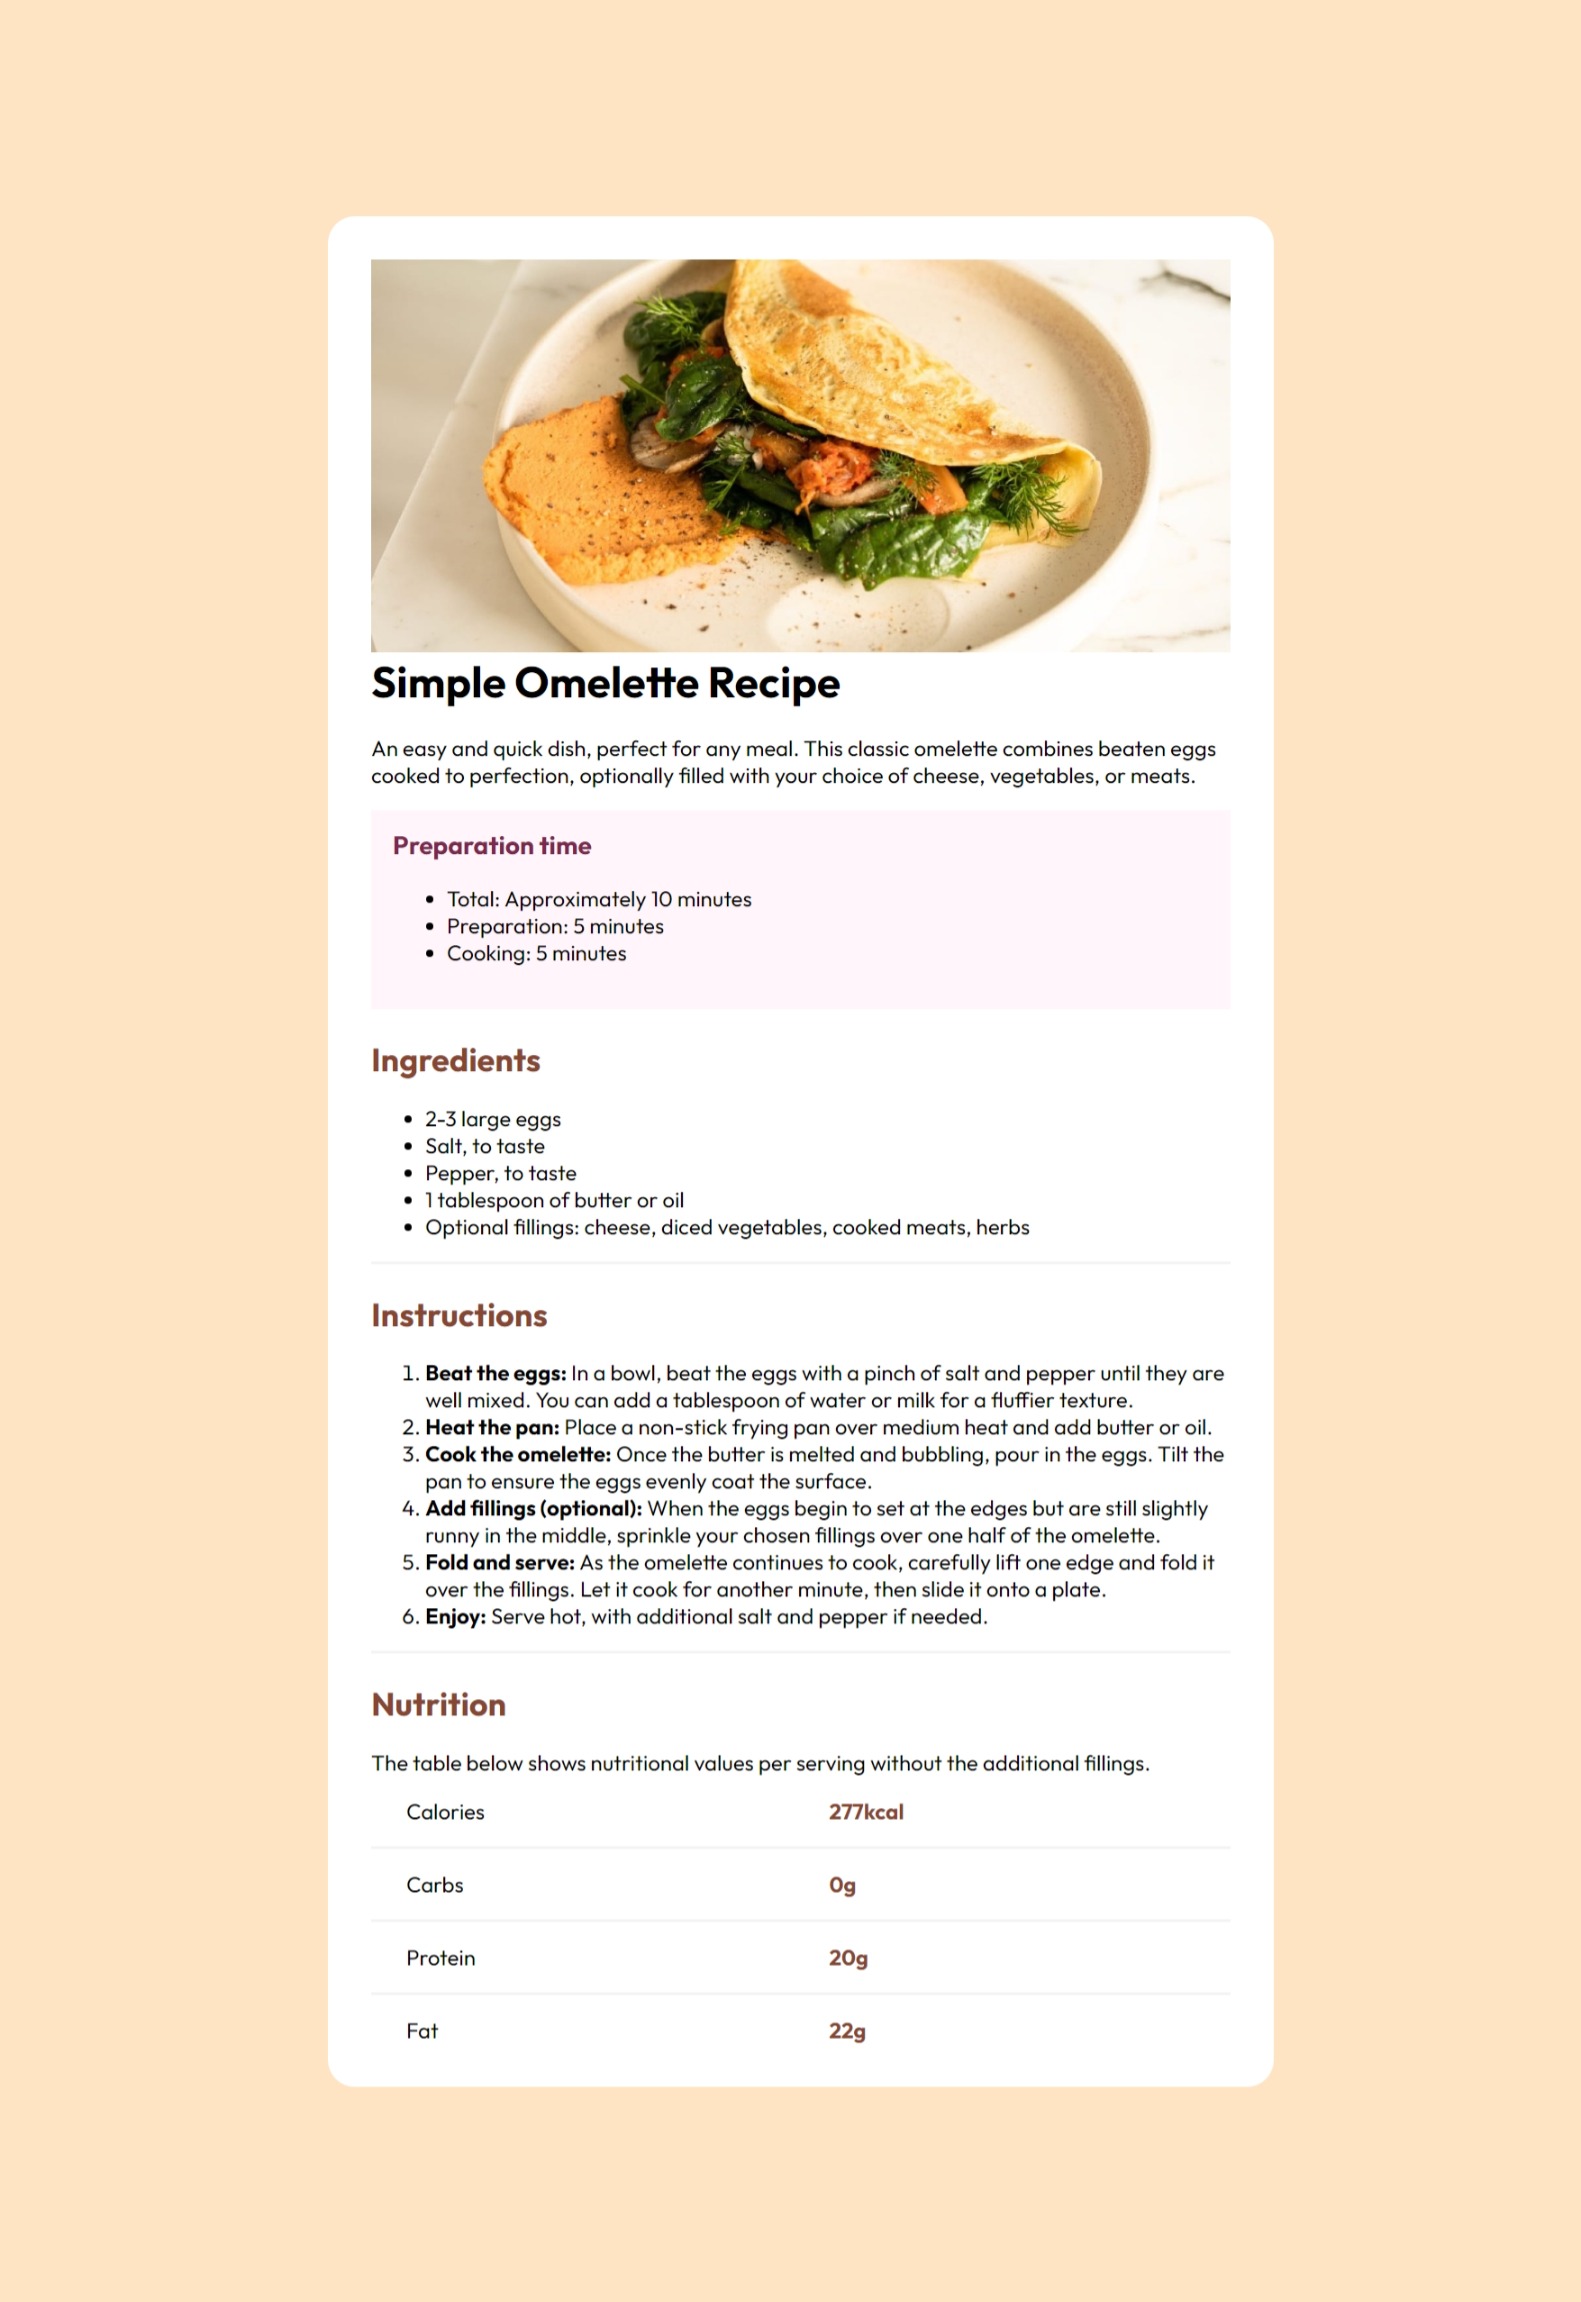 Simple Omelette Recipe
An easy and quick dish, perfect for any meal. This classic omelette combines beaten eggs
cooked to perfection, optionally filled with your choice of cheese, vegetables, or meats.
Preparation time
• Total: Approximately 10 minutes
• Preparation: 5 minutes
• Cooking: 5 minutes
Ingredients
• 2-3 large eggs
• Salt, to taste
• Pepper, to taste
• 1 tablespoon of butter or oil
• Optional fillings: cheese, diced vegetables, cooked meats, herbs
Instructions
1. Beat the eggs: In a bowl, beat the eggs with a pinch of salt and pepper until they are
well mixed. You can add a tablespoon of water or milk for a fluffier texture.
2. Heat the pan: Place a non-stick frying pan over medium heat and add butter or oil.
3. Cook the omelette: Once the butter is melted and bubbling, pour in the eggs. Tilt the
pan to ensure the eggs evenly coat the surface.
4. Add fillings (optional): When the eggs begin to set at the edges but are still slightly
runny in the middle, sprinkle your chosen fillings over one half of the omelette.
5. Fold and serve: As the omelette continues to cook, carefully lift one edge and fold it
over the fillings. Let it cook for another minute, then slide it onto a plate.
6. Enjoy: Serve hot, with additional salt and pepper if needed.
Nutrition
The table below shows nutritional values per serving without the additional fillings.
Calories 277kcal
Carbs 0g
Protein 20g
Fat 22g